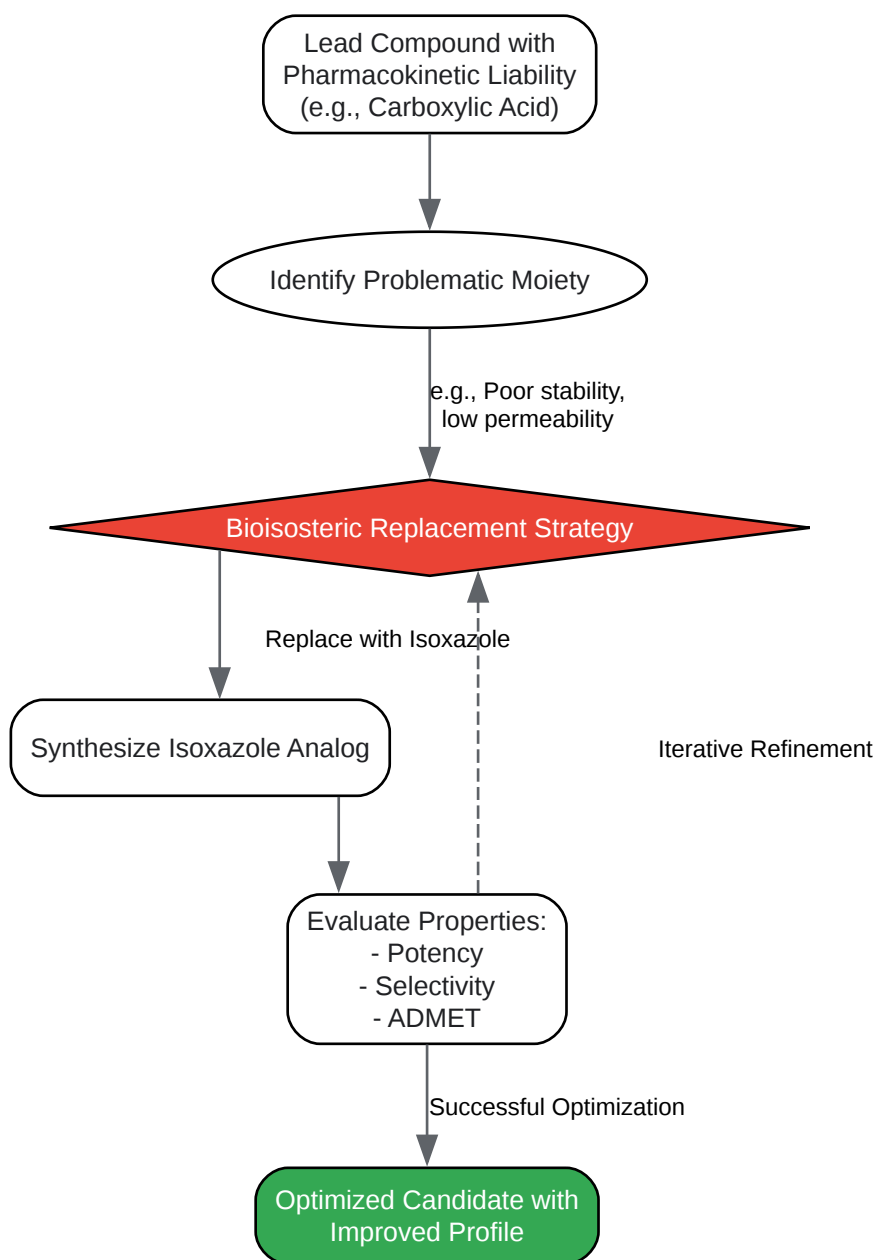 Lead Compound with
Pharmacokinetic Liability
(e.g., Carboxylic Acid)
Identify Problematic Moiety
e.g., Poor stability,
low permeability
Bioisosteric Replacement Strategy
Replace with Isoxazole
Synthesize Isoxazole Analog
Iterative Refinement
Evaluate Properties:
- Potency
- Selectivity
- ADMET
Successful Optimization
Optimized Candidate with
Improved Profile